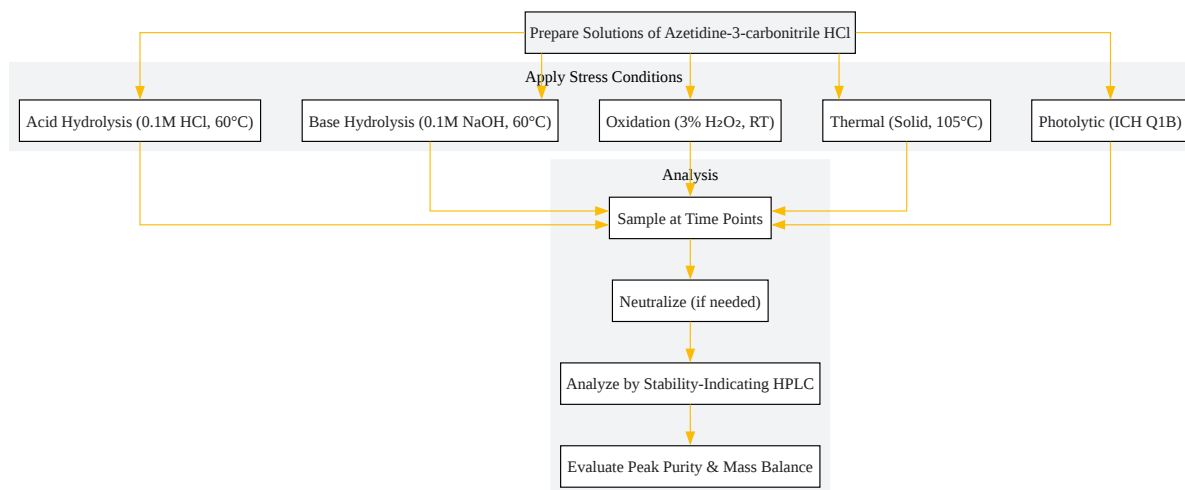 Prepare Solutions of Azetidine-3-carbonitrile HCl
Apply Stress Conditions
Acid Hydrolysis (0.1M HCl, 60°C)
Base Hydrolysis (0.1M NaOH, 60°C)
Oxidation (3% H₂O₂, RT)
Thermal (Solid, 105°C)
Photolytic (ICH Q1B)
Analysis
Sample at Time Points
Neutralize (if needed)
Analyze by Stability-Indicating HPLC
Evaluate Peak Purity & Mass Balance